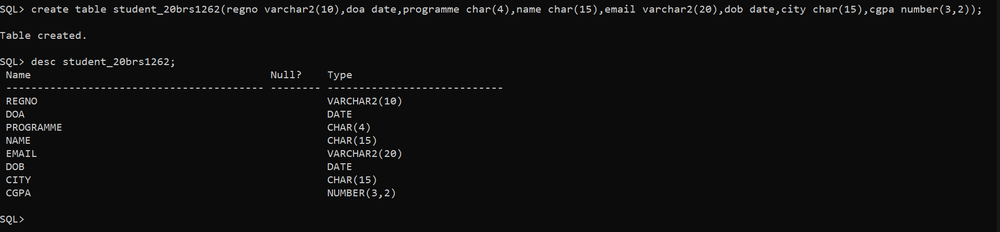 SQL> create table student_20brs1262(regno varchar2(10),doa date,programme char(4),name char(15),email varchar2(20),dob date,city char(15),cgpa number(3,2));
Table created.
SQL> desc student_20brs1262;
Name Null? Type
----------------------------------------- -------- ----------------------------
REGNO VARCHAR2(10)
DOA DATE
PROGRAMME CHAR(4)
NAME CHAR(15)
EMAIL VARCHAR2(20)
DOB DATE
CITY CHAR(15)
CGPA NUMBER(3,2)
SQL>